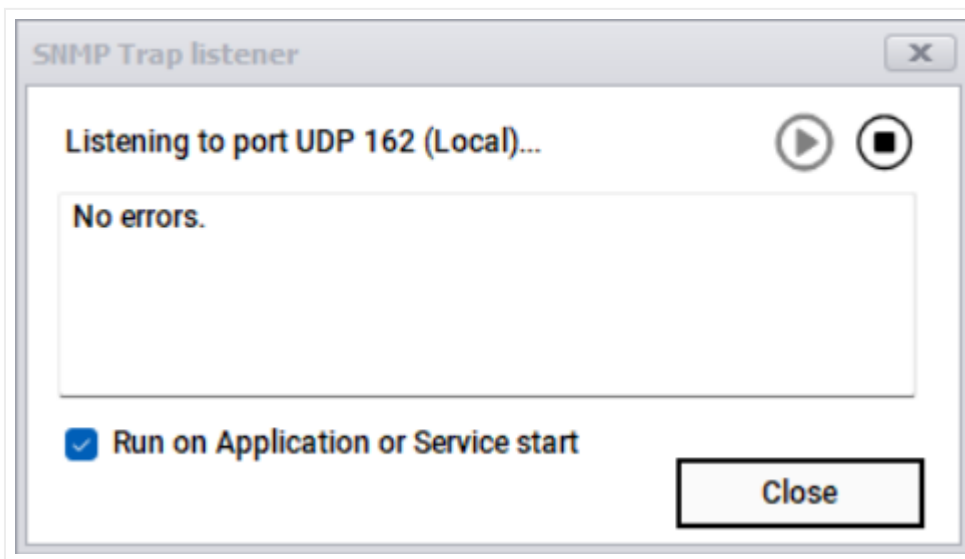 SNMP Trap listener
Listening to port UDP 162 (Local)...
No errors.
Run on Application or Service start
Close